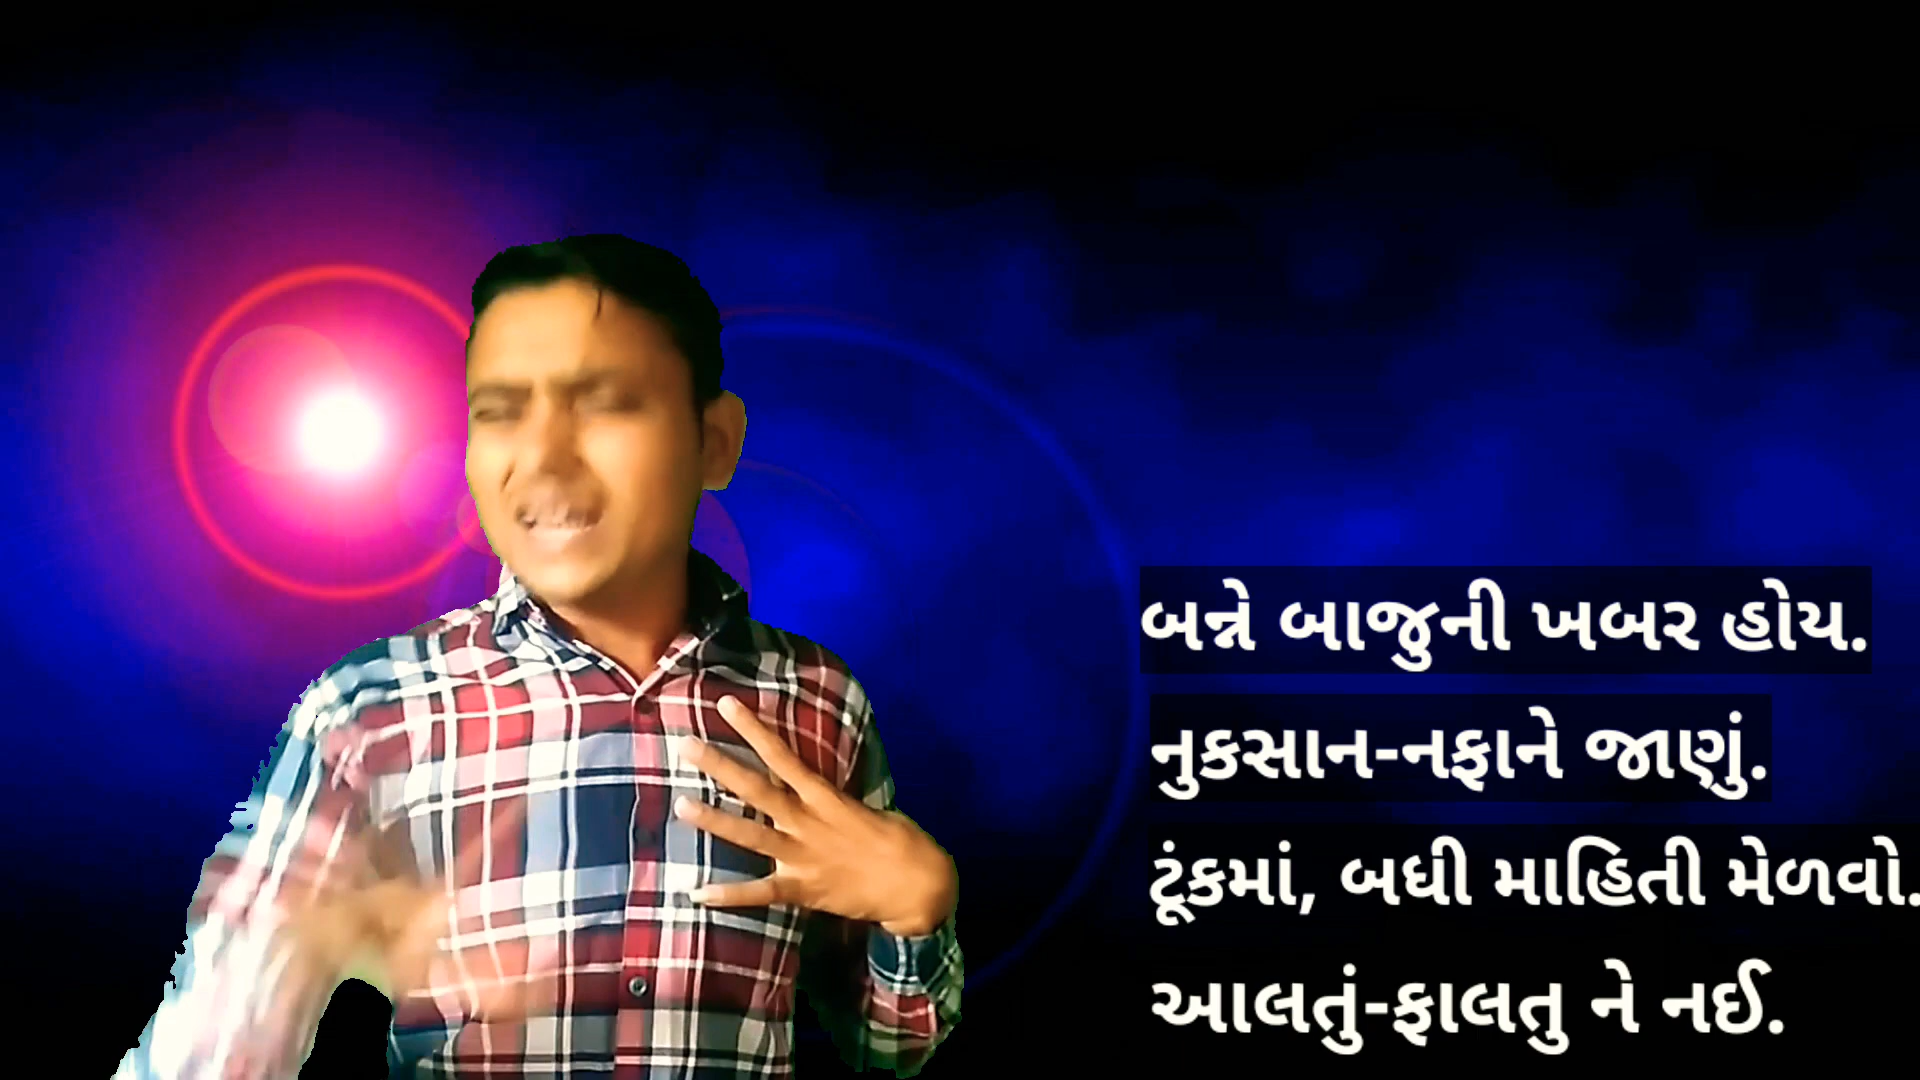 બન્ને બાજુની ખબર હોય.
નુકસાન-નફાને જાણું.
ટૂંકમાં, બધી માહિતી મેળવો.
આલતું-ફાલતુ ને નઈ.